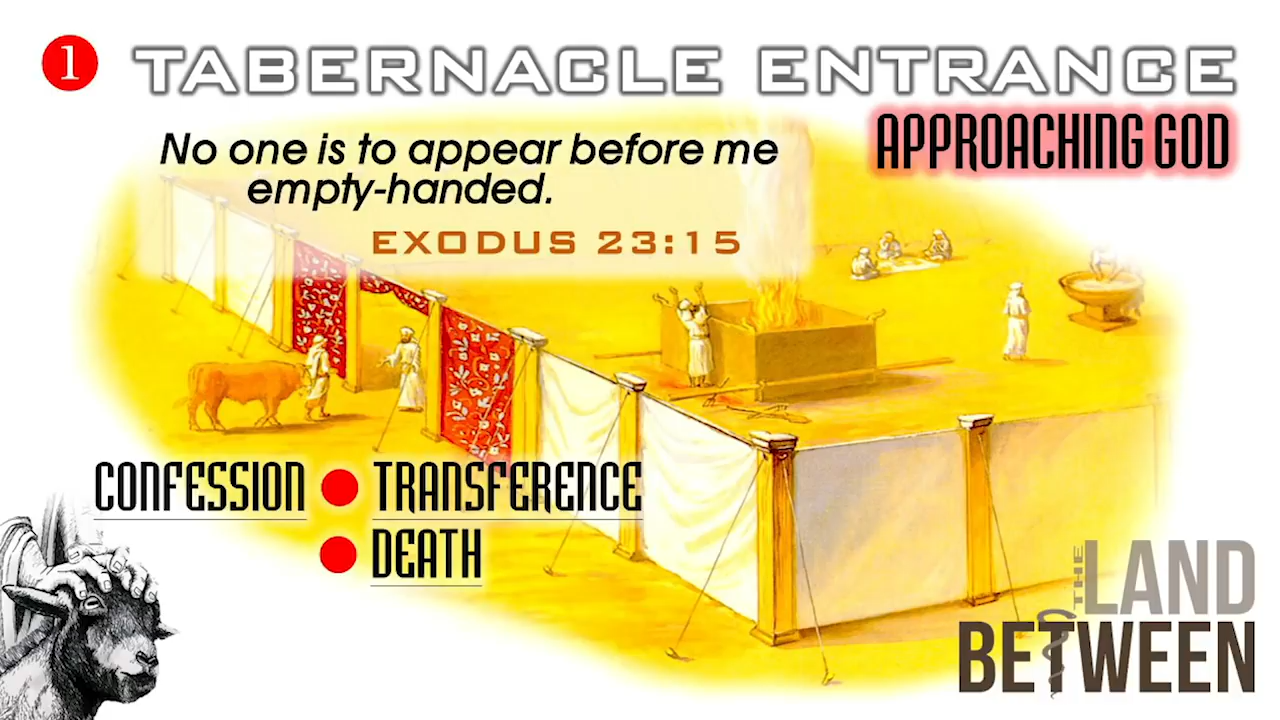 1 TABERNACLE ENTRANCE
APPROACHING GOD
No one is to appear before me
empty-handed.
EXODUS 23:15
CONFESSION ● TRANSFERENCE
● DEATH
THE LAND
BETWEEN